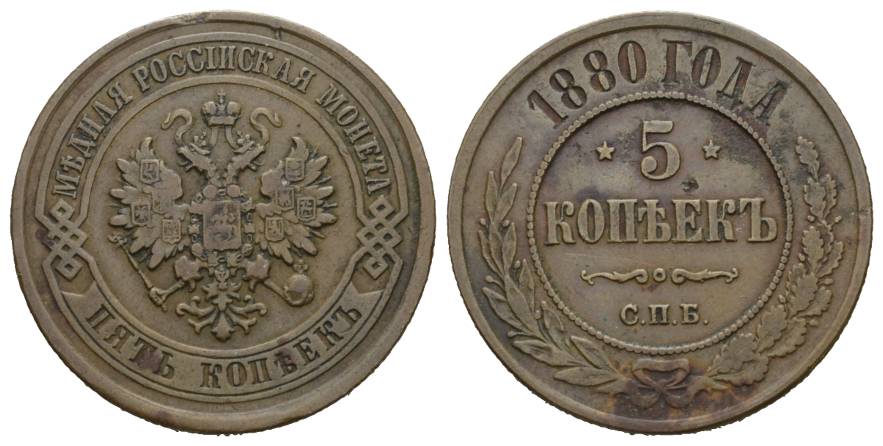 МѢДНАЯ РОССІЙСКАЯ МОНЕТА
ПЯТЬ КОПѢЕКЪ
1880 ГОДА
5
КОПѢЕКЪ
С.П.Б.